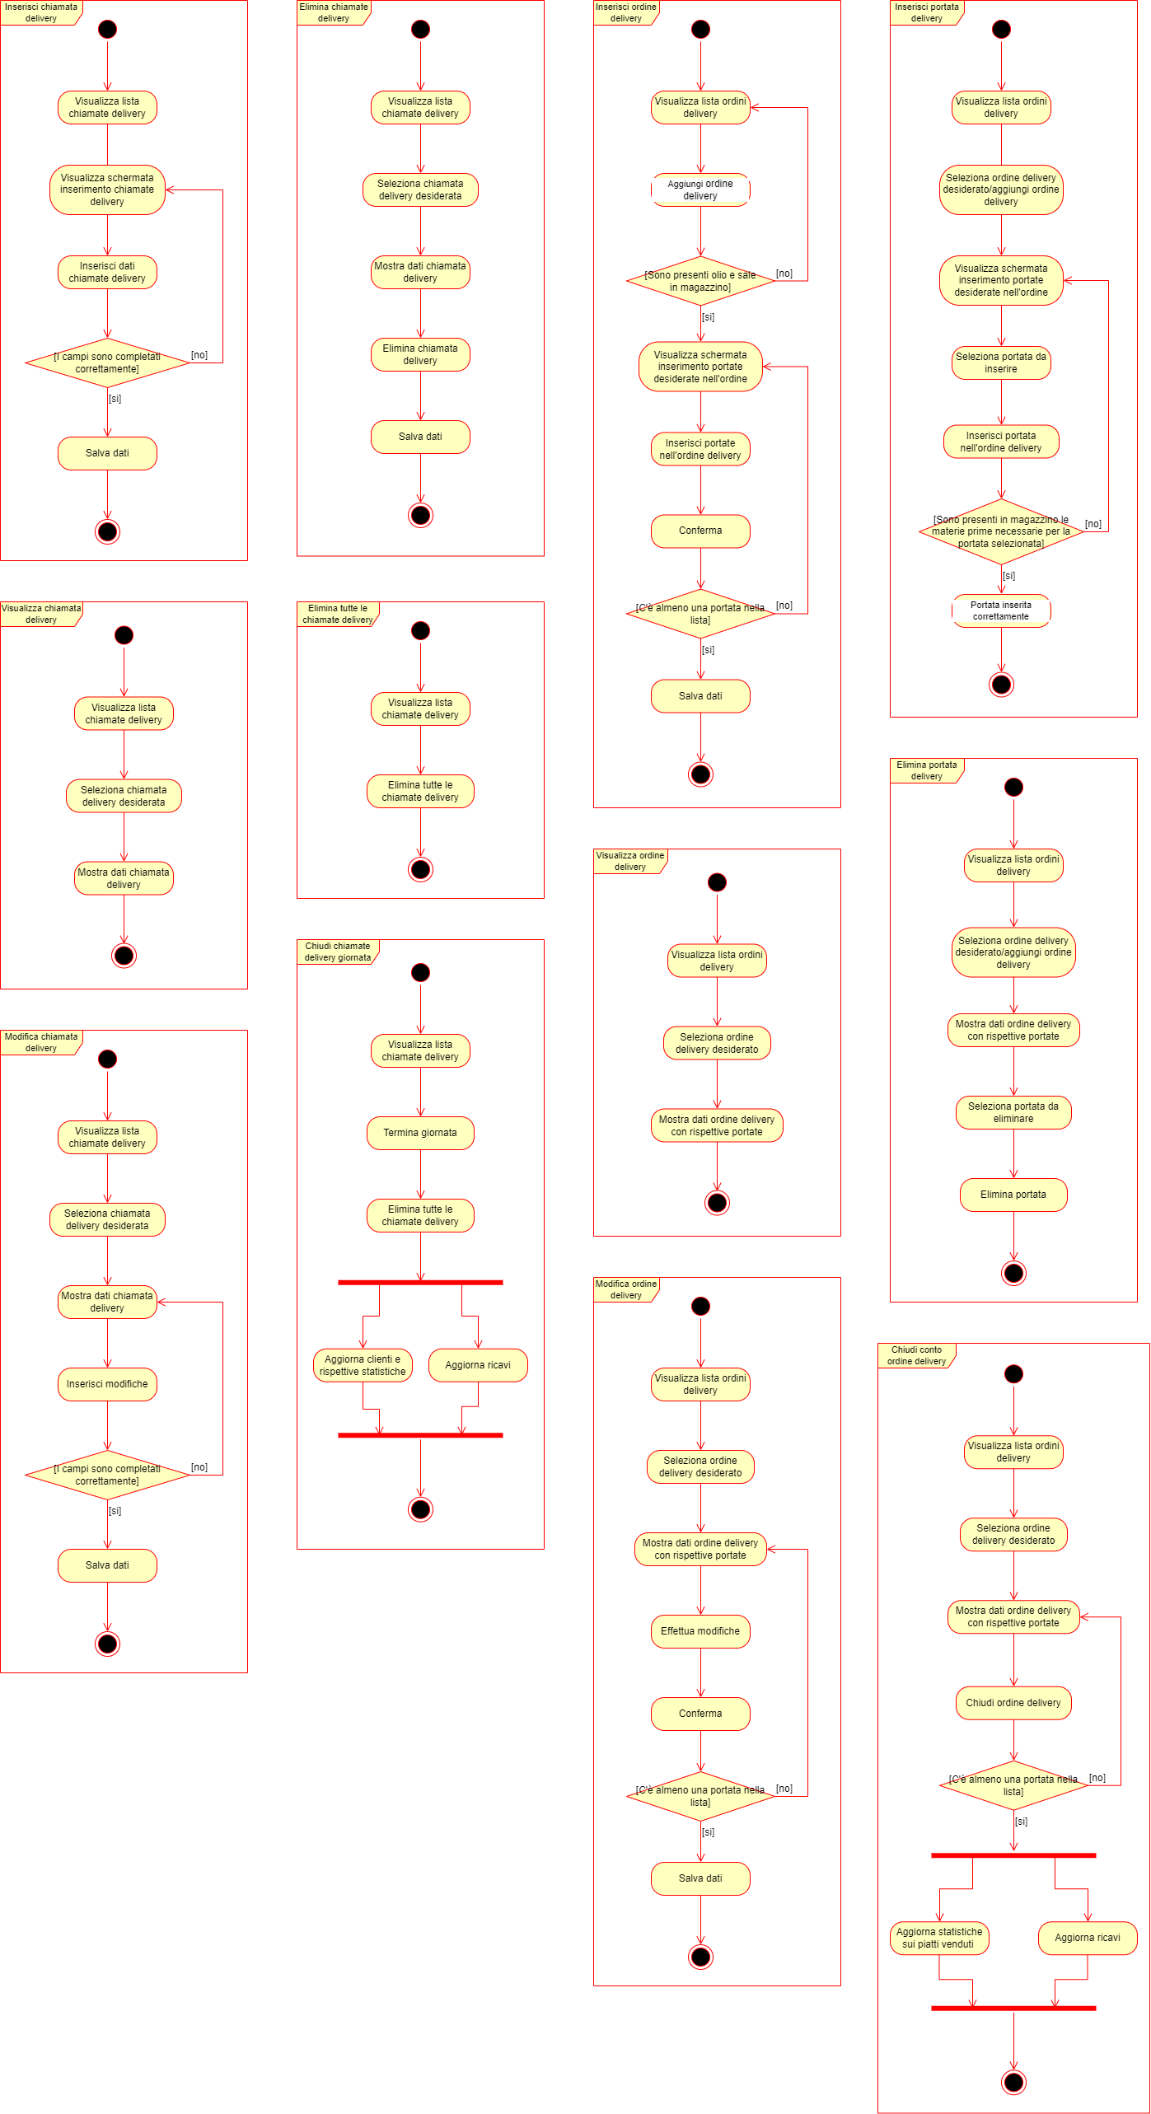 Inserisci chiamata
delivery
Visualizza lista
chiamate delivery
Visualizza schermata
inserimento chiamate
delivery
Inserisci dati
chiamate delivery
[I campi sono completati
correttamente]
[no]
[si]
Salva dati
Visualizza chiamata
delivery
Visualizza lista
chiamate delivery
Seleziona chiamata
delivery desiderata
Mostra dati chiamata
delivery
Modifica chiamata
delivery
Visualizza lista
chiamate delivery
Seleziona chiamata
delivery desiderata
Mostra dati chiamata
delivery
Inserisci modifiche
[I campi sono completati
correttamente]
[no]
[si]
Salva dati
Elimina chiamate
delivery
Visualizza lista
chiamate delivery
Seleziona chiamata
delivery desiderata
Mostra dati chiamata
delivery
Elimina chiamata
delivery
Salva dati
Elimina tutte le
chiamate delivery
Visualizza lista
chiamate delivery
Elimina tutte le
chiamate delivery
Chiudi chiamate
delivery giornata
Visualizza lista
chiamate delivery
Termina giornata
Elimina tutte le
chiamate delivery
Aggiorna clienti e
rispettive statistiche
Aggiorna ricavi
Inserisci ordine
delivery
Visualizza lista ordini
delivery
Aggiungi ordine
delivery
[Sono presenti olio e sale
in magazzino]
[no]
[si]
Visualizza schermata
inserimento portate
desiderate nell'ordine
Inserisci portate
nell'ordine delivery
Conferma
[C'è almeno una portata nella
lista]
[no]
[si]
Salva dati
Visualizza ordine
delivery
Visualizza lista ordini
delivery
Seleziona ordine
delivery desiderato
Mostra dati ordine delivery
con rispettive portate
Modifica ordine
delivery
Visualizza lista ordini
delivery
Seleziona ordine
delivery desiderato
Mostra dati ordine delivery
con rispettive portate
Effettua modifiche
Conferma
[C'è almeno una portata nella
lista]
[no]
[si]
Salva dati
Inserisci portata
delivery
Visualizza lista ordini
delivery
Seleziona ordine delivery
desiderato/aggiungi ordine
delivery
Visualizza schermata
inserimento portate
desiderate nell'ordine
Seleziona portata da
inserire
Inserisci portata
nell'ordine delivery
[Sono presenti in magazzino le
materie prime necessarie per la
portata selezionata]
[no]
[si]
Portata inserita
correttamente
Elimina portata
delivery
Visualizza lista ordini
delivery
Seleziona ordine delivery
desiderato/aggiungi ordine
delivery
Mostra dati ordine delivery
con rispettive portate
Seleziona portata da
eliminare
Elimina portata
Chiudi conto
ordine delivery
Visualizza lista ordini
delivery
Seleziona ordine
delivery desiderato
Mostra dati ordine delivery
con rispettive portate
Chiudi ordine delivery
[C'è almeno una portata nella
lista]
[no]
[si]
Aggiorna statistiche
sui piatti venduti
Aggiorna ricavi